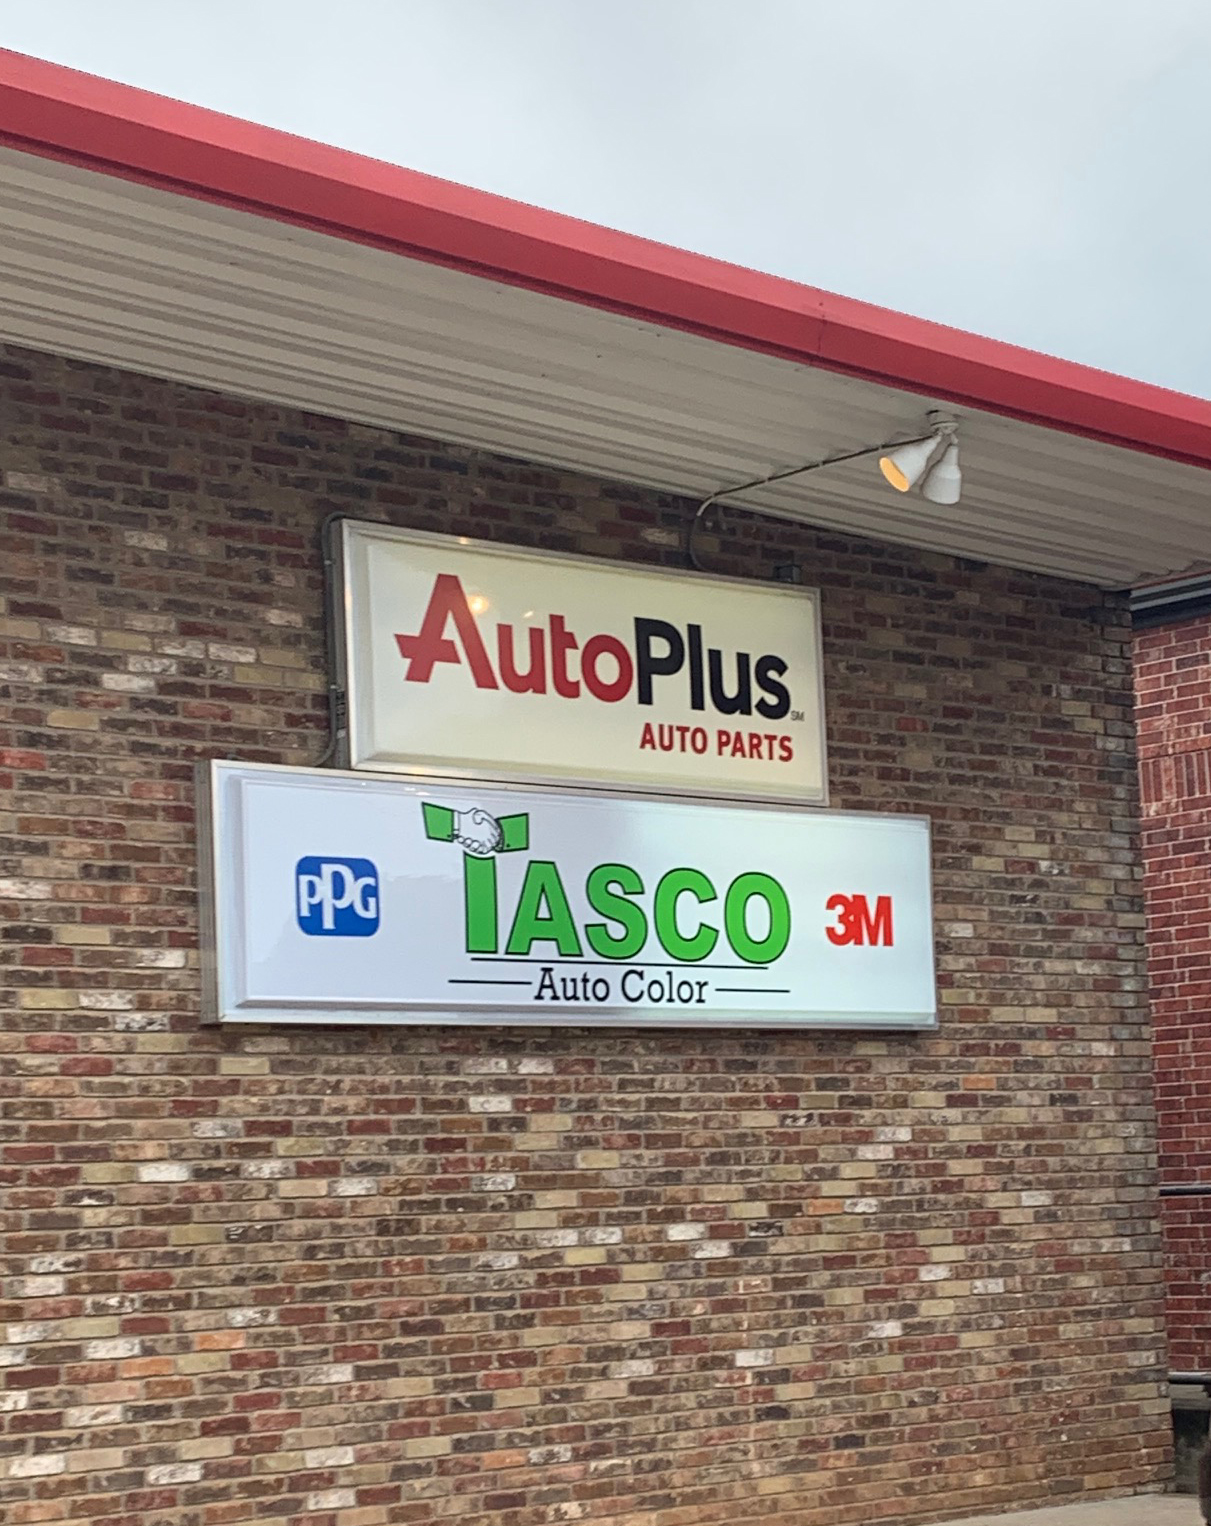 AutoPlus
SM
AUTO PARTS
PPG
TASCO
3M
Auto Color